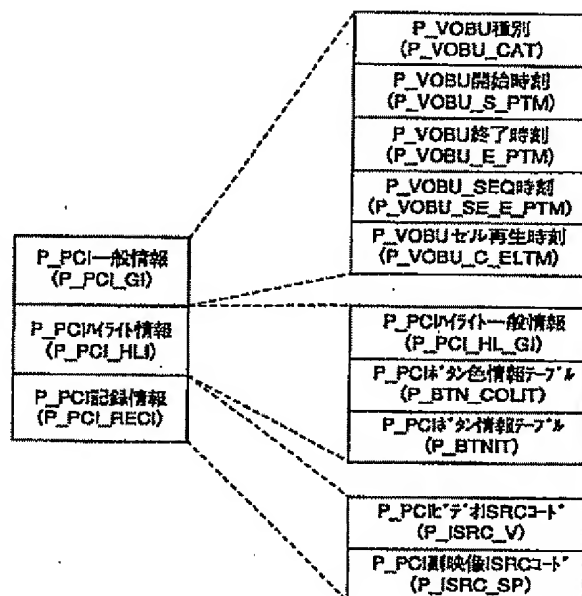 P_PCI一般情報
(P_PCI_GI)
P_PCIハイライト情報
(P_PCI_HLI)
P_PCI記録情報
(P_PCI_RECI)
P_VOBU種別
(P_VOBU_CAT)
P_VOBU開始時刻
(P_VOBU_S_PTM)
P_VOBU終了時刻
(P_VOBU_E_PTM)
P_VOBU_SEQ時刻
(P_VOBU_SE_E_PTM)
P_VOBUセル再生時刻
(P_VOBU_C_ELTM)
P_PCIハイライト一般情報
(P_PCI_HL_GI)
P_PCIボタン色情報テーブル
(P_BTN_COLIT)
P_PCIボタン情報テーブル
(P_BTNIT)
P_PCIビデオISRCコード
(P_ISRC_V)
P_PCI副映像ISRCコード
(P_ISRC_SP)